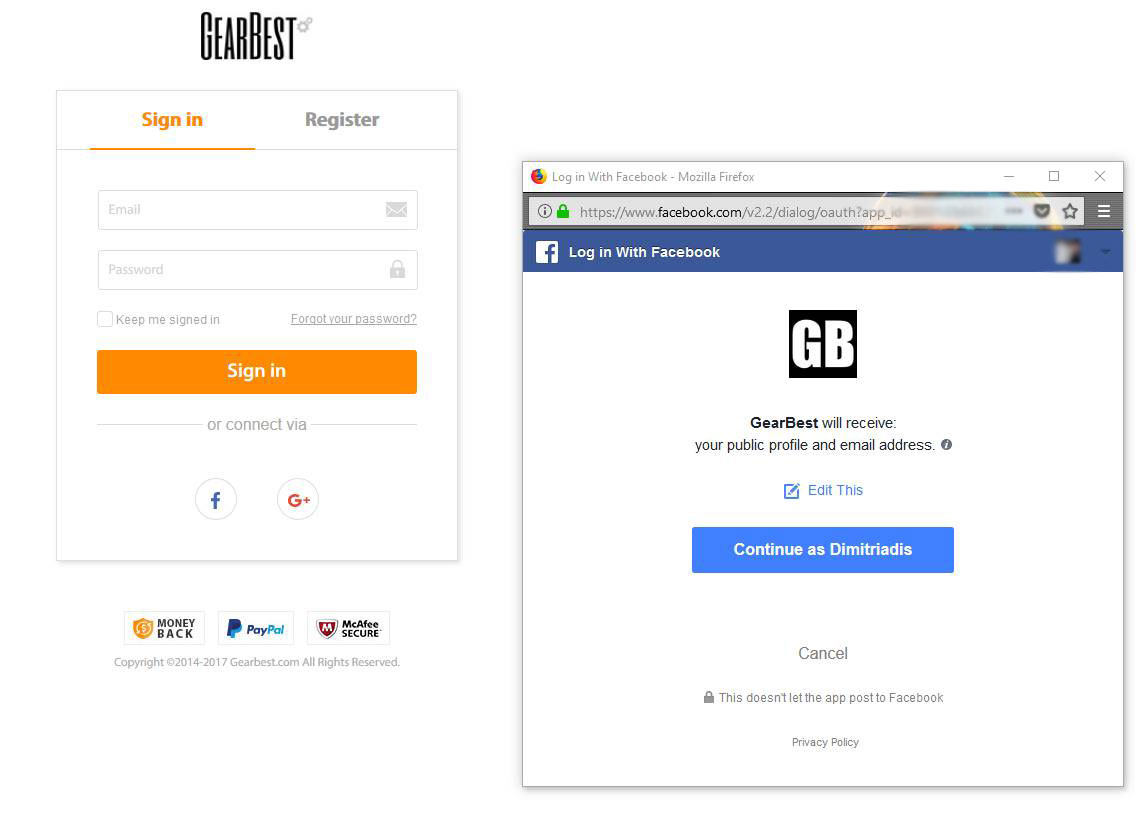 GEARBEST
Sign in
Register
Email
Password
Keep me signed in
Forgot your password?
Sign in
or connect via
f
G+
MONEY BACK
PayPal
McAfee SECURE
Copyright ©2014-2017 Gearbest.com All Rights Reserved.
Log in With Facebook - Mozilla Firefox
https://www.facebook.com/v2.2/dialog/oauth?app_id
f
Log in With Facebook
GB
GearBest will receive:
your public profile and email address.
Edit This
Continue as Dimitriadis
Cancel
This doesn't let the app post to Facebook
Privacy Policy